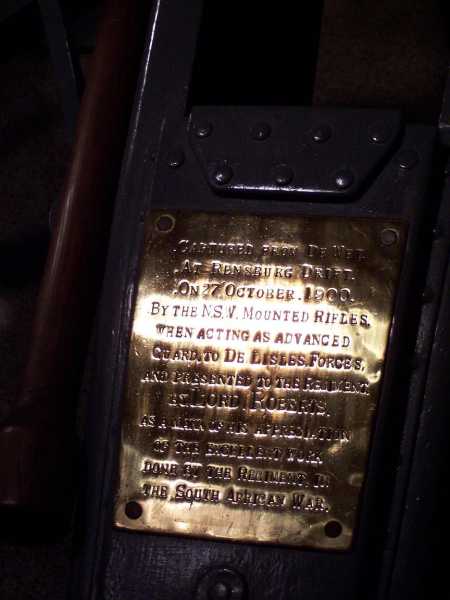 CAPTURED FROM DE WET.
AT RENSBURG DRIFT.
ON 27 OCTOBER. 1900.
BY THE N.S.W. MOUNTED RIFLES,
WHEN ACTING AS ADVANCED
GUARD, TO DE LISLES, FORCES,
AND PRESENTED TO THE REGIMENT,
BY, LORD, ROBERTS,
AS A MARK OF HIS APPRECIATION
OF THE EXCELLENT WORK
DONE BY THE REGIMENT IN
THE SOUTH AFRICAN WAR.